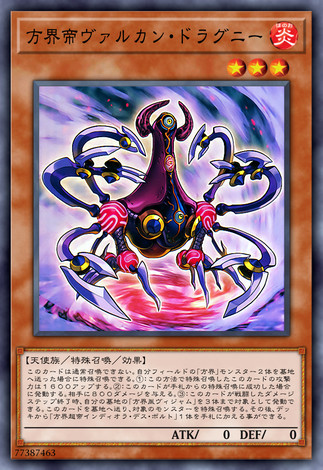 方界帝ヴァルカン・ドラグニー
炎
【天使族／特殊召喚／効果】
このカードは通常召喚できない。自分フィールドの「方界」モンスター２体を墓地
へ送った場合に特殊召喚できる。①：この方法で特殊召喚したこのカードの攻撃
力は１６００アップする。②：このカードが手札からの特殊召喚に成功した場合
に発動する。相手に８００ダメージを与える。③：このカードが戦闘したダメージ
ステップ終了時、自分の墓地の「方界胤ヴィジャム」を３体まで対象として発動でき
る。このカードを墓地へ送り、対象のモンスターを特殊召喚する。その後、デッ
キから「方界超帝インディオラ・デス・ボルト」１体を手札に加える事ができる。
ATK/ 0 DEF/ 0
77387463